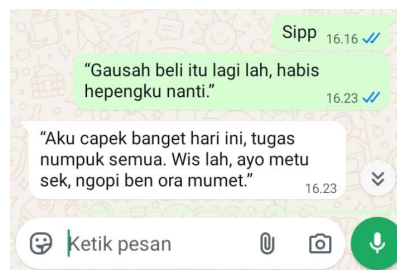 Sipp 16.16
“Gausah beli itu lagi lah, habis
hepengku nanti.”
16.23
“Aku capek banget hari ini, tugas
numpuk semua. Wis lah, ayo metu
sek, ngopi ben ora mumet.”
16.23
Ketik pesan